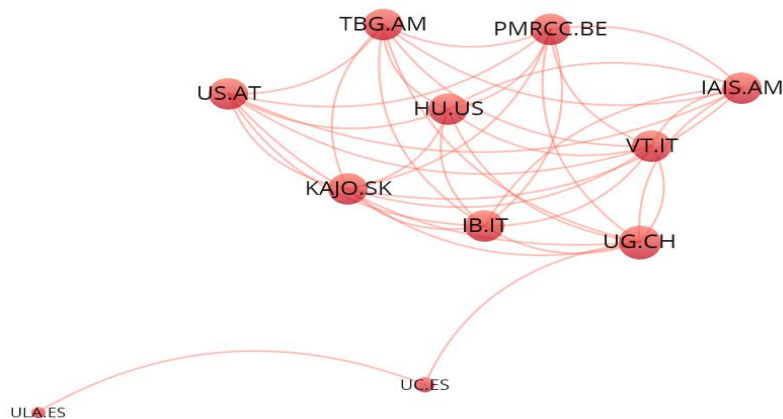 TBG.AM
PMRCC.BE
US.AT
IAIS.AM
HU.US
VT.IT
KAJO.SK
IB.IT
UG.CH
UC.ES
ULA.ES